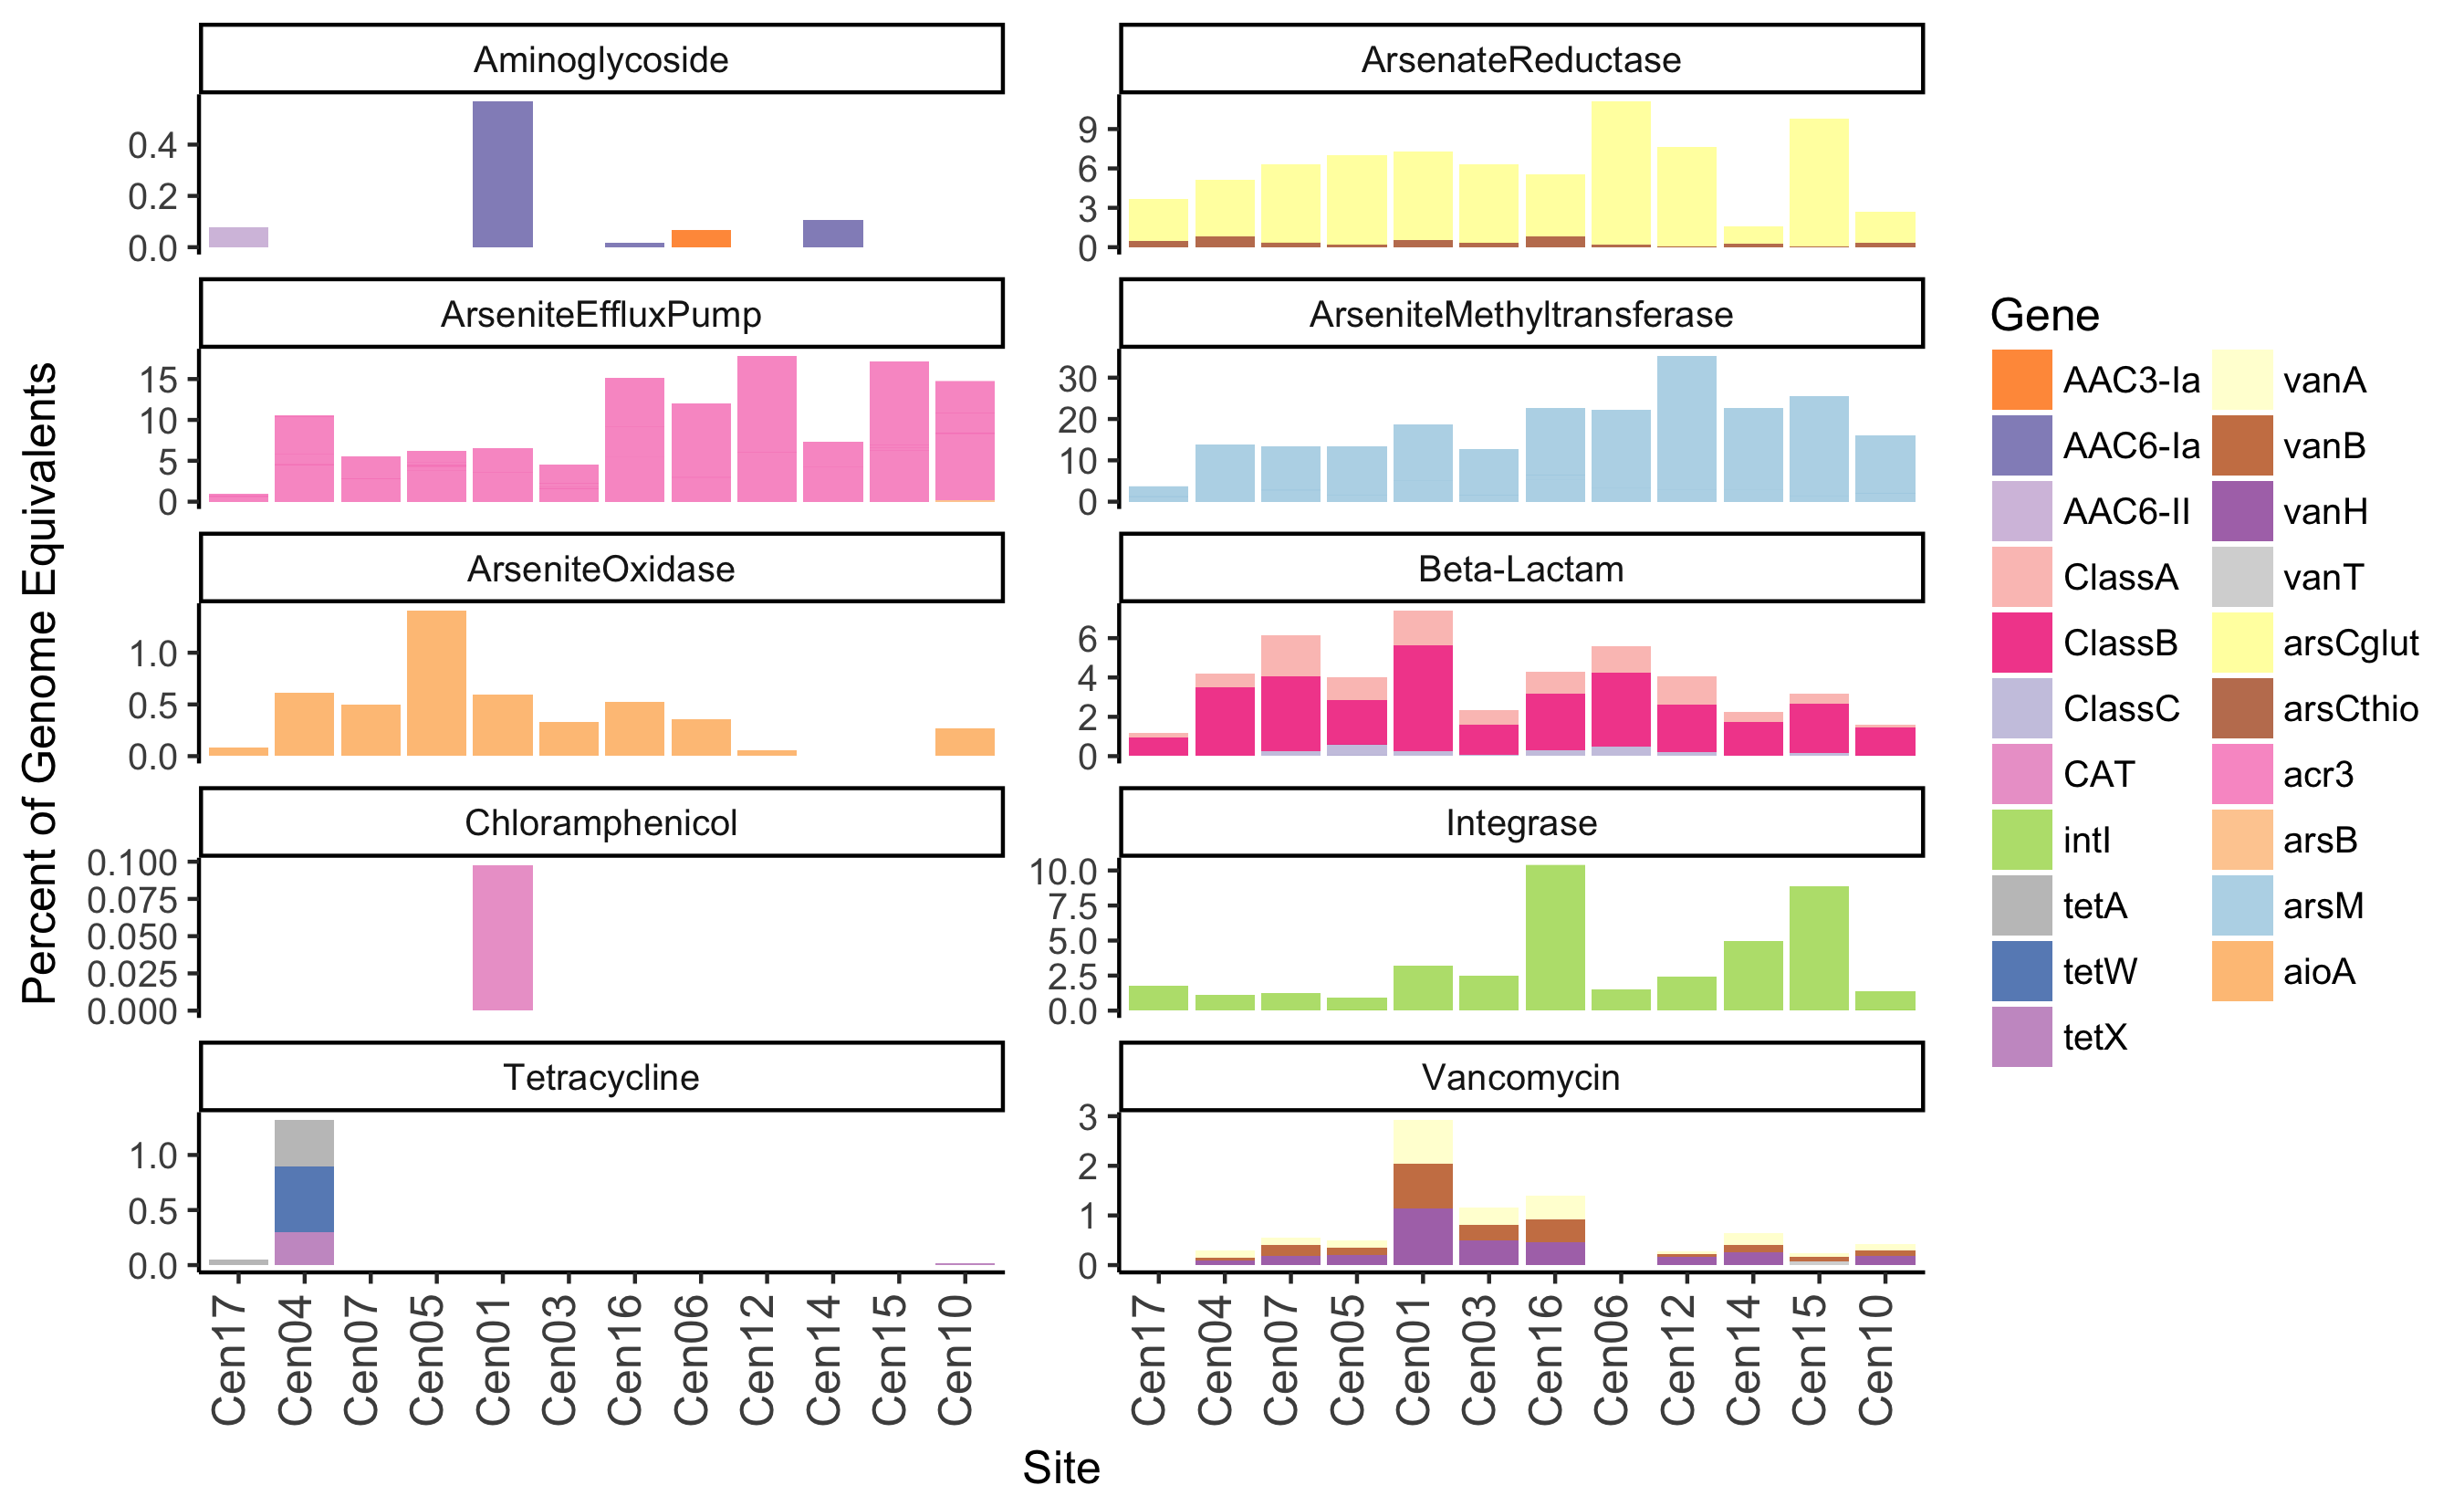 Aminoglycoside
ArsenateReductase
0.4
0.2
0.0
9
6
3
0
ArseniteEffluxPump
ArseniteMethyltransferase
15
10
5
0
30
20
10
0
ArseniteOxidase
Beta-Lactam
1.0
0.5
0.0
6
4
2
0
Chloramphenicol
Integrase
0.100
0.075
0.050
0.025
0.000
10.0
7.5
5.0
2.5
0.0
Tetracycline
Vancomycin
1.0
0.5
0.0
3
2
1
0
Cen17
Cen04
Cen07
Cen05
Cen01
Cen03
Cen16
Cen06
Cen12
Cen14
Cen15
Cen10
Cen17
Cen04
Cen07
Cen05
Cen01
Cen03
Cen16
Cen06
Cen12
Cen14
Cen15
Cen10
Site
Percent of Genome Equivalents
Gene
AAC3-Ia
AAC6-Ia
AAC6-II
ClassA
ClassB
ClassC
CAT
intI
tetA
tetW
tetX
vanA
vanB
vanH
vanT
arsCglut
arsCthio
acr3
arsB
arsM
aioA